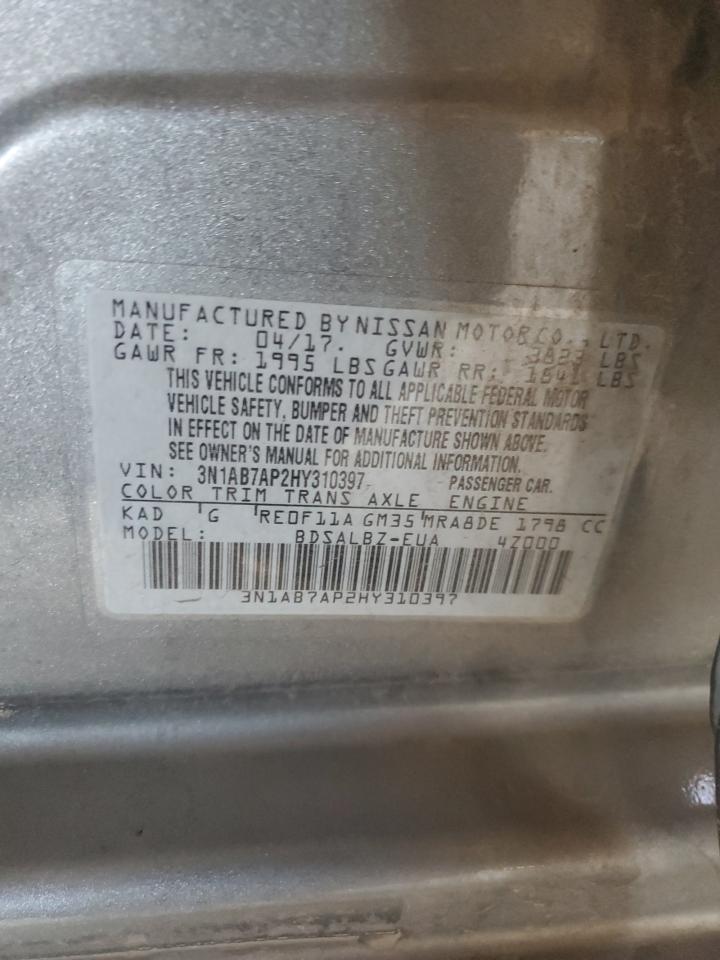 MANUFACTURED BY NISSAN MOTOR CO., LTD.
DATE: 04/17. GVWR: 3823 LBS
GAWR FR: 1995 LBS GAWR RR: 1841 LBS
THIS VEHICLE CONFORMS TO ALL APPLICABLE FEDERAL MOTOR
VEHICLE SAFETY, BUMPER AND THEFT PREVENTION STANDARDS
IN EFFECT ON THE DATE OF MANUFACTURE SHOWN ABOVE.
SEE OWNER'S MANUAL FOR ADDITIONAL INFORMATION.
VIN: 3N1AB7AP2HY310397 PASSENGER CAR.
COLOR TRIM TRANS AXLE ENGINE
KAD G RE0F11A GM35 MRA8DE 1798 CC
MODEL: BDSALBZ-EUA 4Z000
3N1AB7AP2HY310397